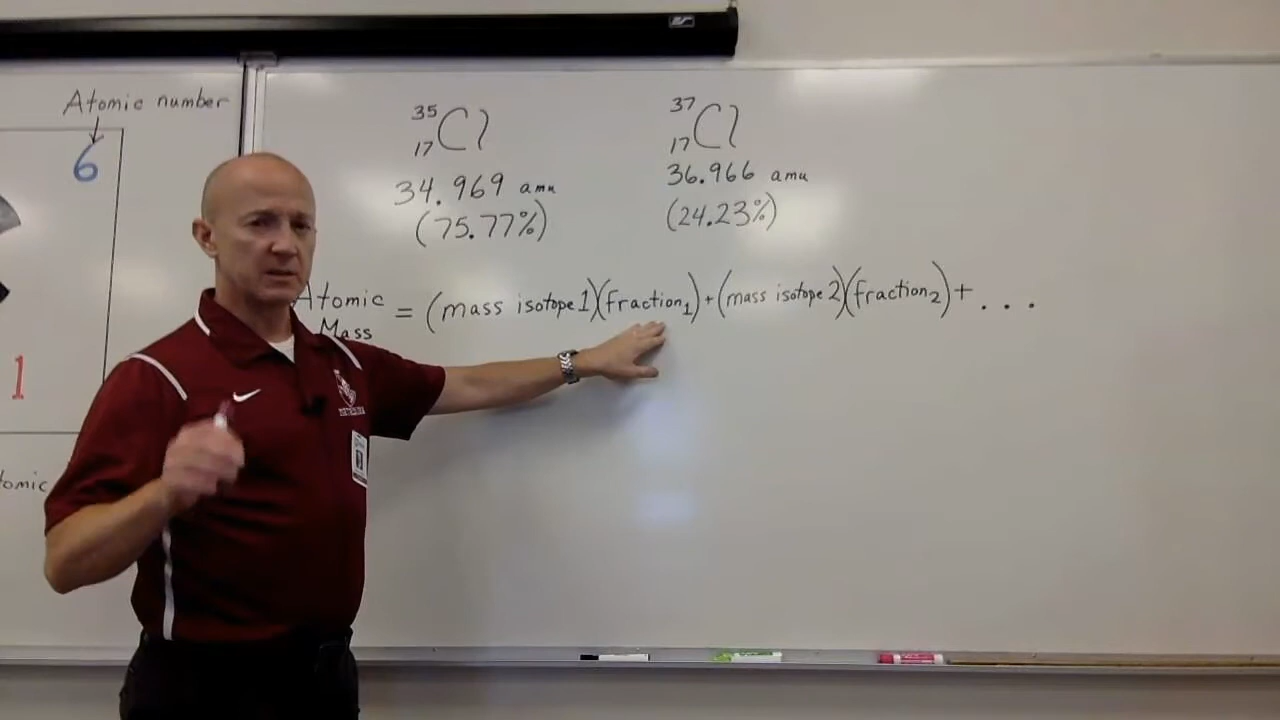 Atomic number
6
1
tomic
35
17 Cl
34.969 amu
(75.77%)
37
17 Cl
36.966 amu
(24.23%)
Atomic Mass = (mass isotope 1)(fraction₁) + (mass isotope 2)(fraction₂) + . . .